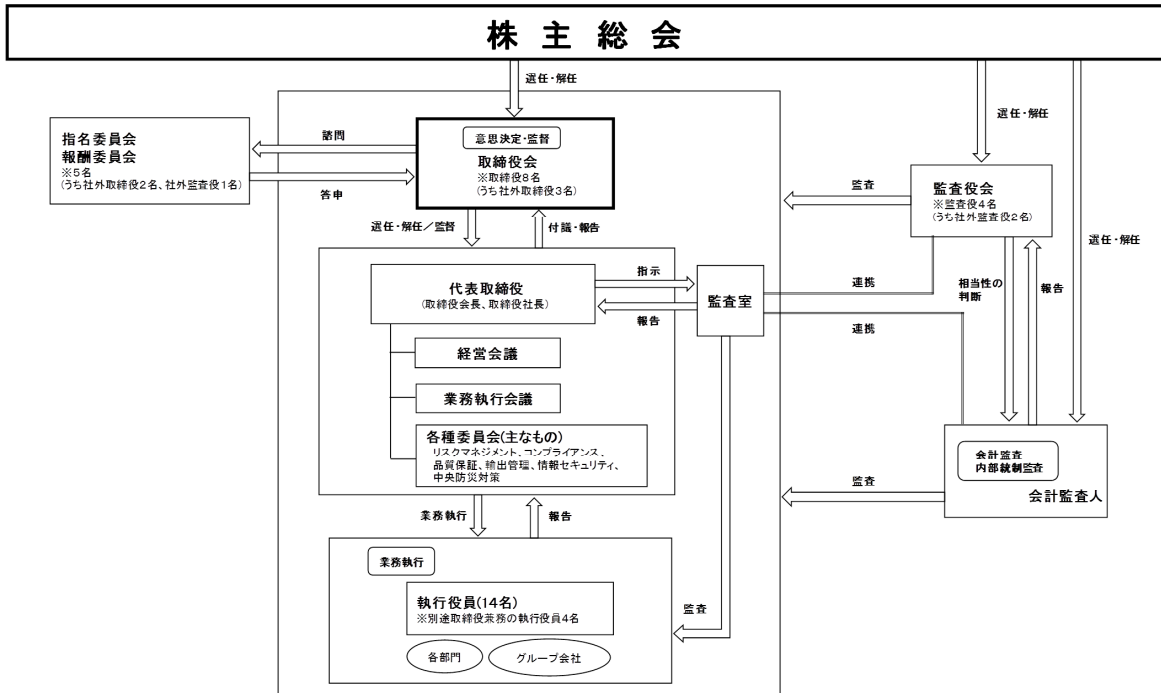 株主総会
選任・解任
選任・解任
選任・解任
指名委員会
報酬委員会
※5名
(うち社外取締役2名、社外監査役1名)
諮問
答申
意思決定・監督
取締役会
※取締役8名
(うち社外取締役3名)
監査
監査役会
※監査役4名
(うち社外監査役2名)
選任・解任/監督
付議・報告
代表取締役
(取締役会長、取締役社長)
指示
報告
監査室
連携
連携
相当性の
判断
報告
経営会議
業務執行会議
各種委員会(主なもの)
リスクマネジメント、コンプライアンス、
品質保証、輸出管理、情報セキュリティ、
中央防災対策
会計監査
内部統制監査
会計監査人
監査
業務執行
報告
業務執行
執行役員(14名)
※別途取締役兼務の執行役員4名
監査
各部門
グループ会社